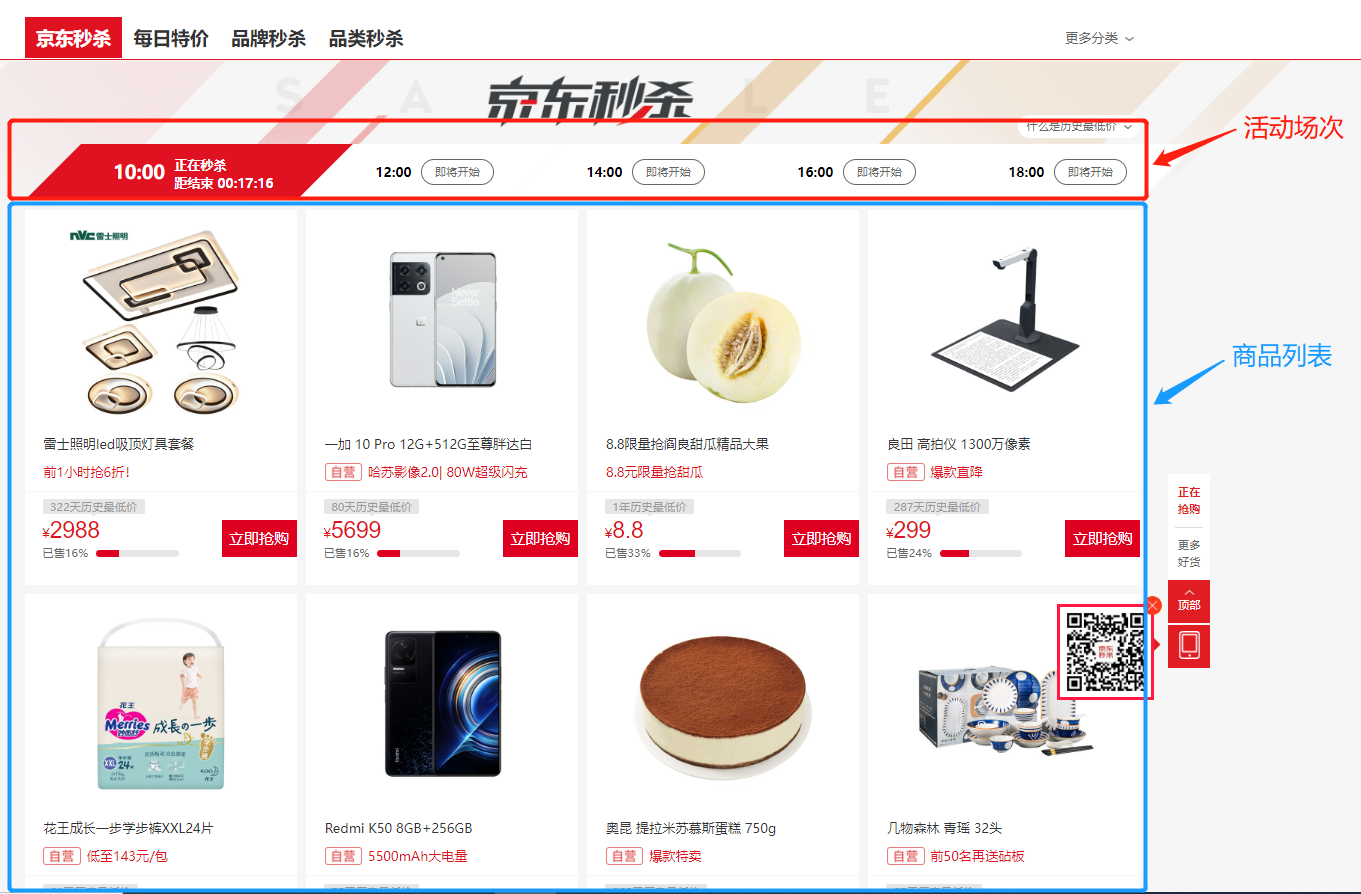 京东秒杀 每日特价 品牌秒杀 品类秒杀 更多分类
SALE
京东秒杀
什么是历史最低价
活动场次
10:00 正在秒杀
距结束 00:17:16
12:00 即将开始
14:00 即将开始
16:00 即将开始
18:00 即将开始
商品列表
nVc 雷士照明
雷士照明led吸顶灯具套餐
前1小时抢6折!
322天历史最低价
¥2988
已售16%
立即抢购
Never
Settle
一加 10 Pro 12G+512G至尊胖达白
自营 哈苏影像2.0| 80W超级闪充
80天历史最低价
¥5699
已售16%
立即抢购
8.8限量抢阎良甜瓜精品大果
8.8元限量抢甜瓜
1年历史最低价
¥8.8
已售33%
立即抢购
良田 高拍仪 1300万像素
自营 爆款直降
287天历史最低价
¥299
已售24%
立即抢购
正在
抢购
更多
好货
顶部
京东
秒杀
花王
Merries
成長の一步
XXL 24
花王成长一步学步裤XXL24片
自营 低至143元/包
Redmi
Redmi K50 8GB+256GB
自营 5500mAh大电量
奥昆 提拉米苏慕斯蛋糕 750g
自营 爆款特卖
几物森林 青瑶 32头
自营 前50名再送砧板